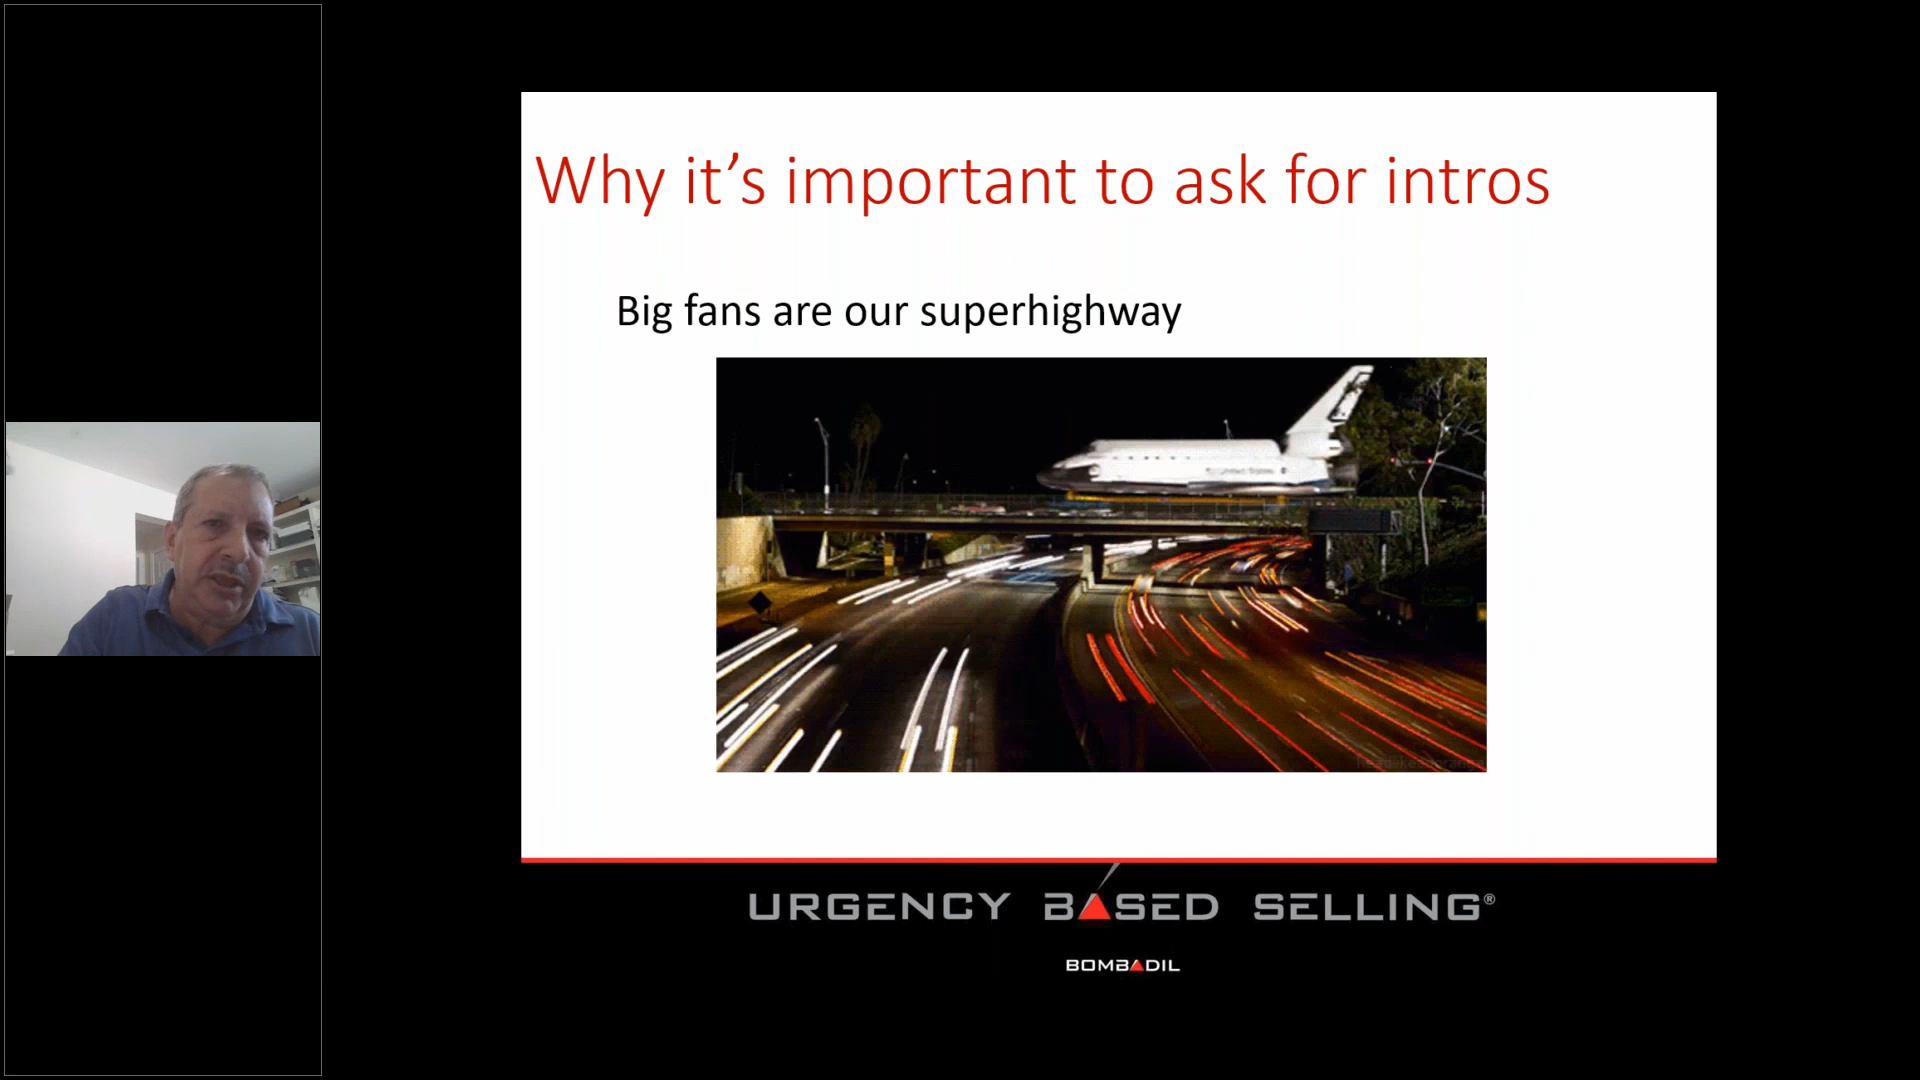 Why it’s important to ask for intros
Big fans are our superhighway
URGENCY BASED SELLING®
BOMBADIL